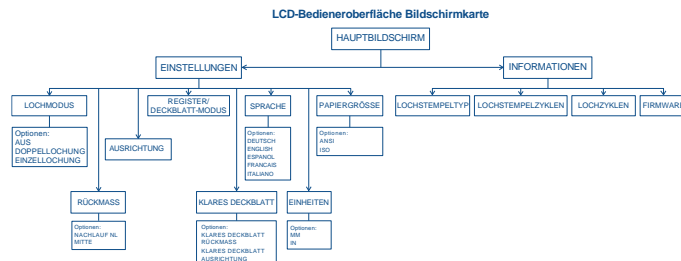 LCD-Bedieneroberfläche Bildschirmkarte
HAUPTBILDSCHIRM
EINSTELLUNGEN
INFORMATIONEN
LOCHMODUS
REGISTER/
DECKBLATT-MODUS
SPRACHE
PAPIERGRÖSSE
LOCHSTEMPELTYP
LOCHSTEMPELZYKLEN
LOCHZYKLEN
FIRMWARE
Optionen:
AUS
DOPPELLOCHUNG
EINZELLOCHUNG
AUSRICHTUNG
Optionen:
DEUTSCH
ENGLISH
ESPANOL
FRANCAIS
ITALIANO
Optionen:
ANSI
ISO
RÜCKMASS
KLARES DECKBLATT
EINHEITEN
Optionen:
NACHLAUF NL
MITTE
Optionen:
KLARES DECKBLATT
RÜCKMASS
KLARES DECKBLATT
AUSRICHTUNG
Optionen:
MM
IN